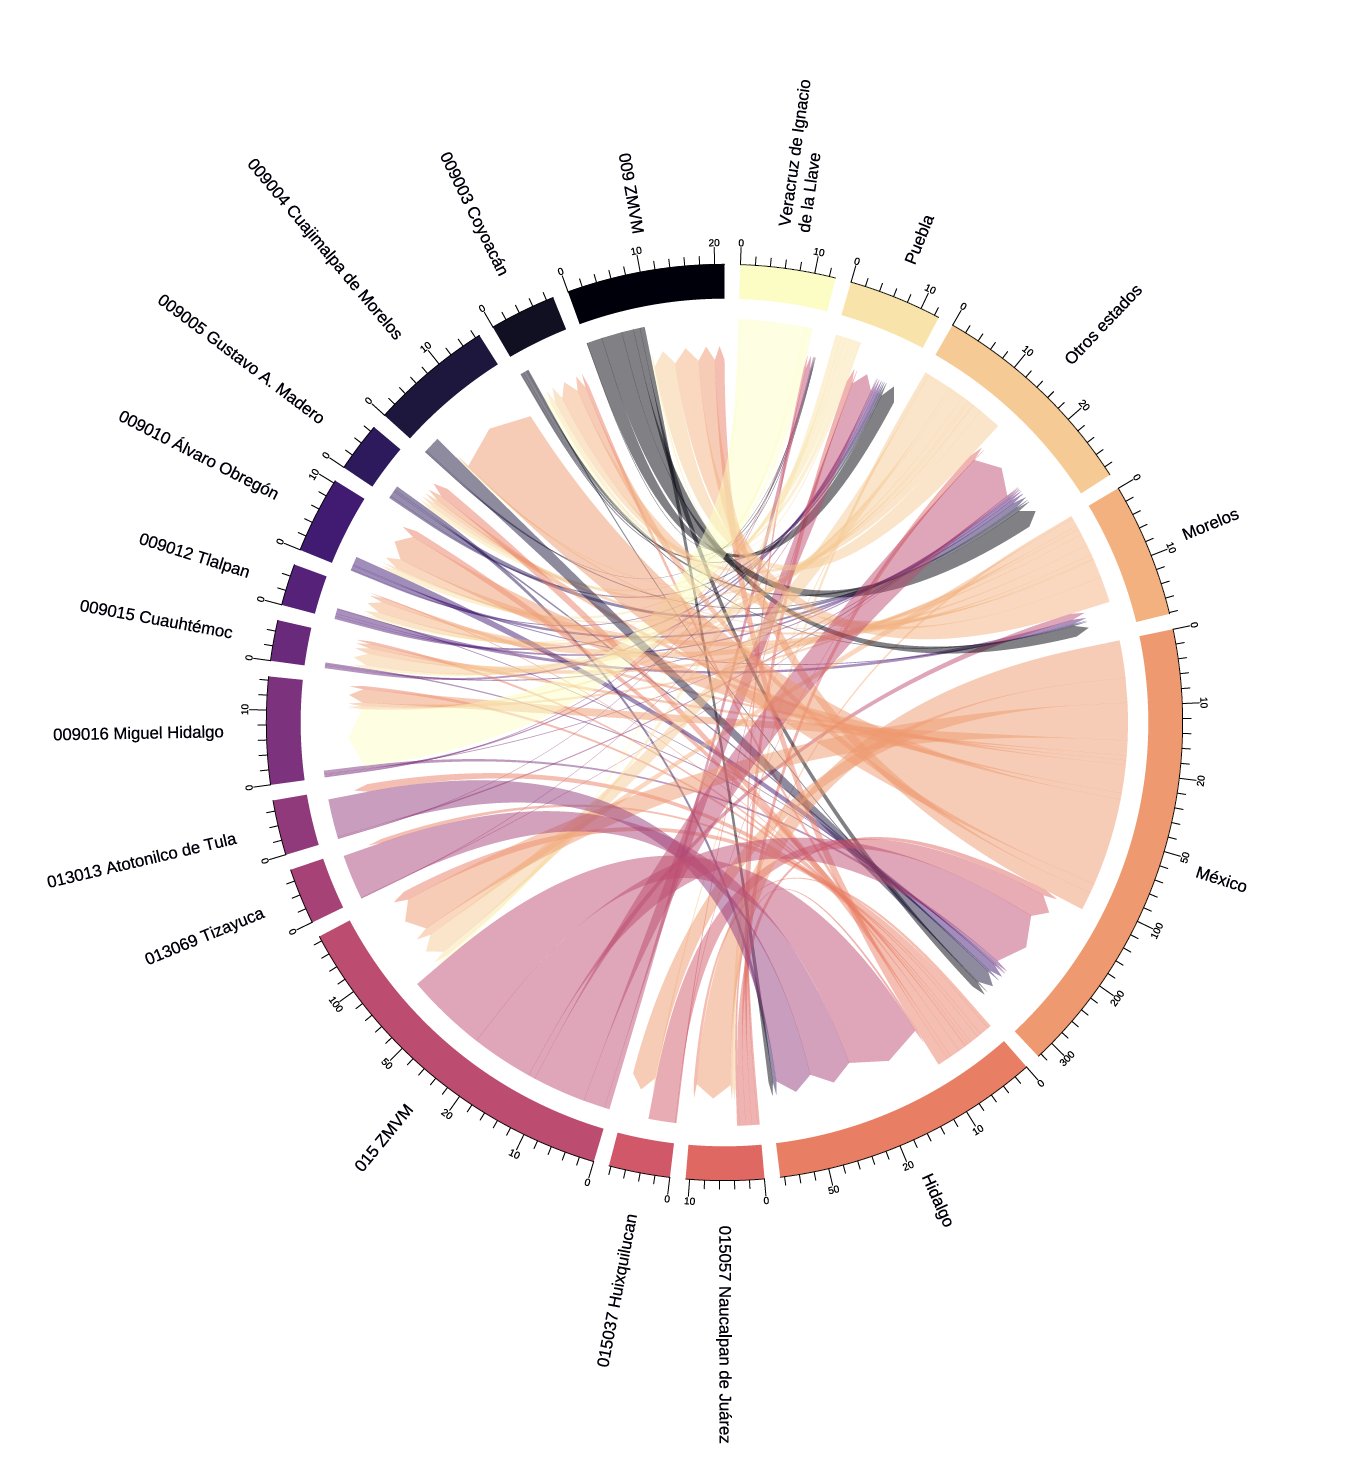 Veracruz de Ignacio
de la Llave
0
10
Puebla
0
10
Otros estados
0
10
20
Morelos
0
10
México
0
10
20
50
100
200
300
Hidalgo
0
10
20
50
015057 Naucalpan de Juárez
0
10
015037 Huixquilucan
0
015 ZMVM
0
10
20
50
100
013069 Tizayuca
0
013013 Atotonilco de Tula
0
009016 Miguel Hidalgo
0
10
009015 Cuauhtémoc
0
009012 Tlalpan
0
009010 Álvaro Obregón
0
10
009005 Gustavo A. Madero
0
009004 Cuajimalpa de Morelos
0
10
009003 Coyoacán
0
009 ZMVM
0
10
20